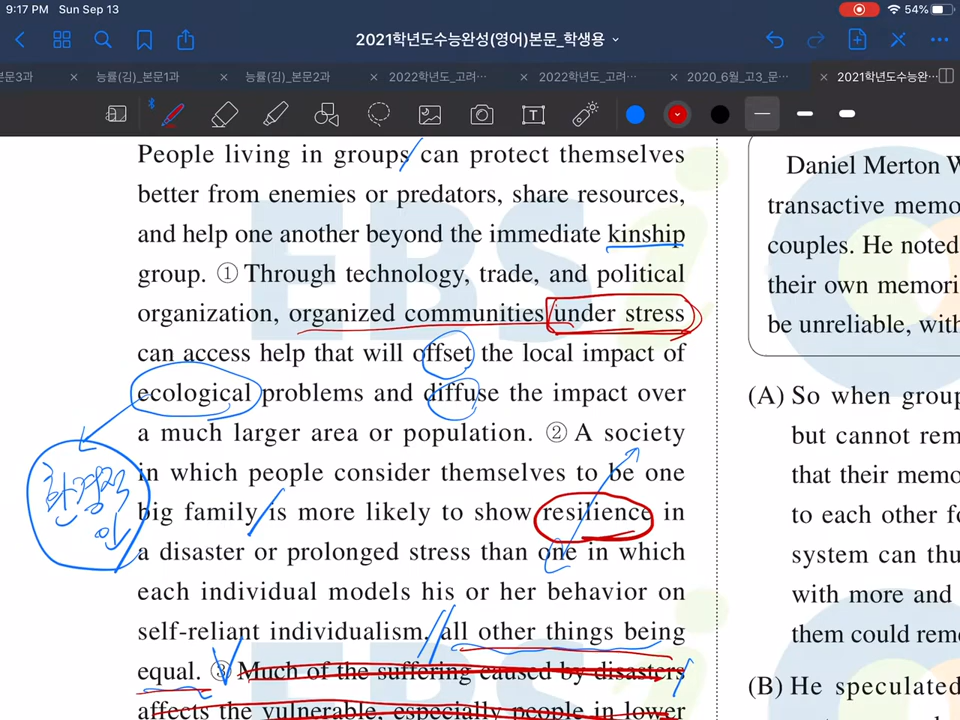 9:17 PM Sun Sep 13
54%
2021학년도수능완성(영어)본문_학생용
본문3과
능률(김)_본문1과
능률(김)_본문2과
2022학년도_고려…
2022학년도_고려…
2020_6월_고3_문…
2021학년도수능완성(영어)본…
T
People living in groups can protect themselves
better from enemies or predators, share resources,
and help one another beyond the immediate kinship
group. ① Through technology, trade, and political
organization, organized communities under stress
can access help that will offset the local impact of
ecological problems and diffuse the impact over
a much larger area or population. ② A society
in which people consider themselves to be one
big family is more likely to show resilience in
a disaster or prolonged stress than one in which
each individual models his or her behavior on
self-reliant individualism, all other things being
equal. ③ Much of the suffering caused by disasters
affects the vulnerable, especially people in lower
EBS i
Daniel Merton W
transactive memo
couples. He noted
their own memori
be unreliable, with
(A) So when group
but cannot rem
that their memo
to each other fo
system can thu
with more and
them could reme
(B) He speculated